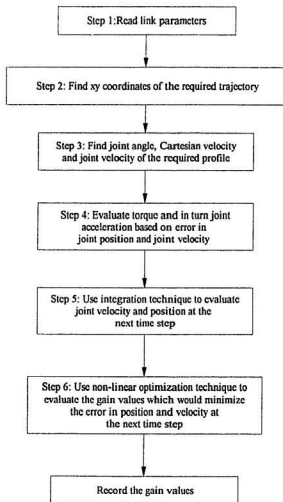 Step 1:Read link parameters
Step 2: Find xy coordinates of the required trajectory
Step 3: Find joint angle, Cartesian velocity
and joint velocity of the required profile
Step 4: Evaluate torque and in turn joint
acceleration based on error in
joint position and joint velocity
Step 5: Use integration technique to evaluate
joint velocity and position at the
next time step
Step 6: Use non-linear optimization technique to
evaluate the gain values which would minimize
the error in position and velocity at
the next time step
Record the gain values